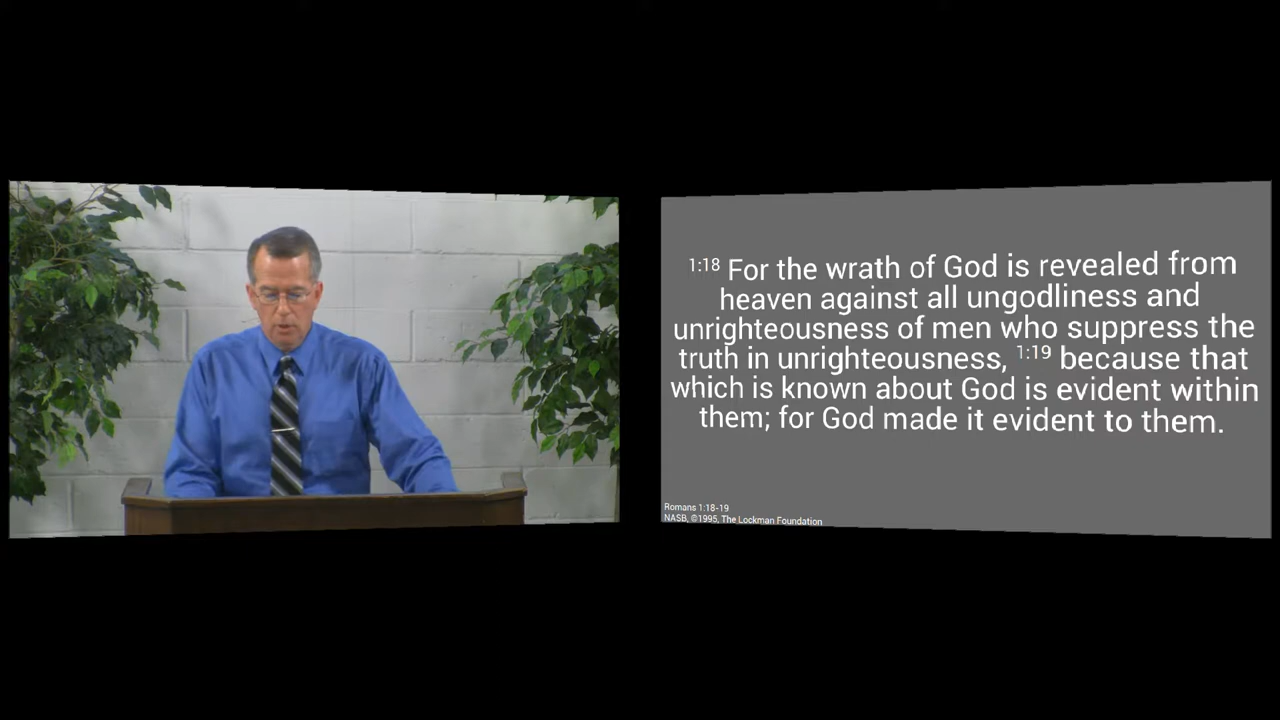 1:18 For the wrath of God is revealed from
heaven against all ungodliness and
unrighteousness of men who suppress the
truth in unrighteousness, 1:19 because that
which is known about God is evident within
them; for God made it evident to them.
Romans 1:18-19
NASB, ©1995, The Lockman Foundation